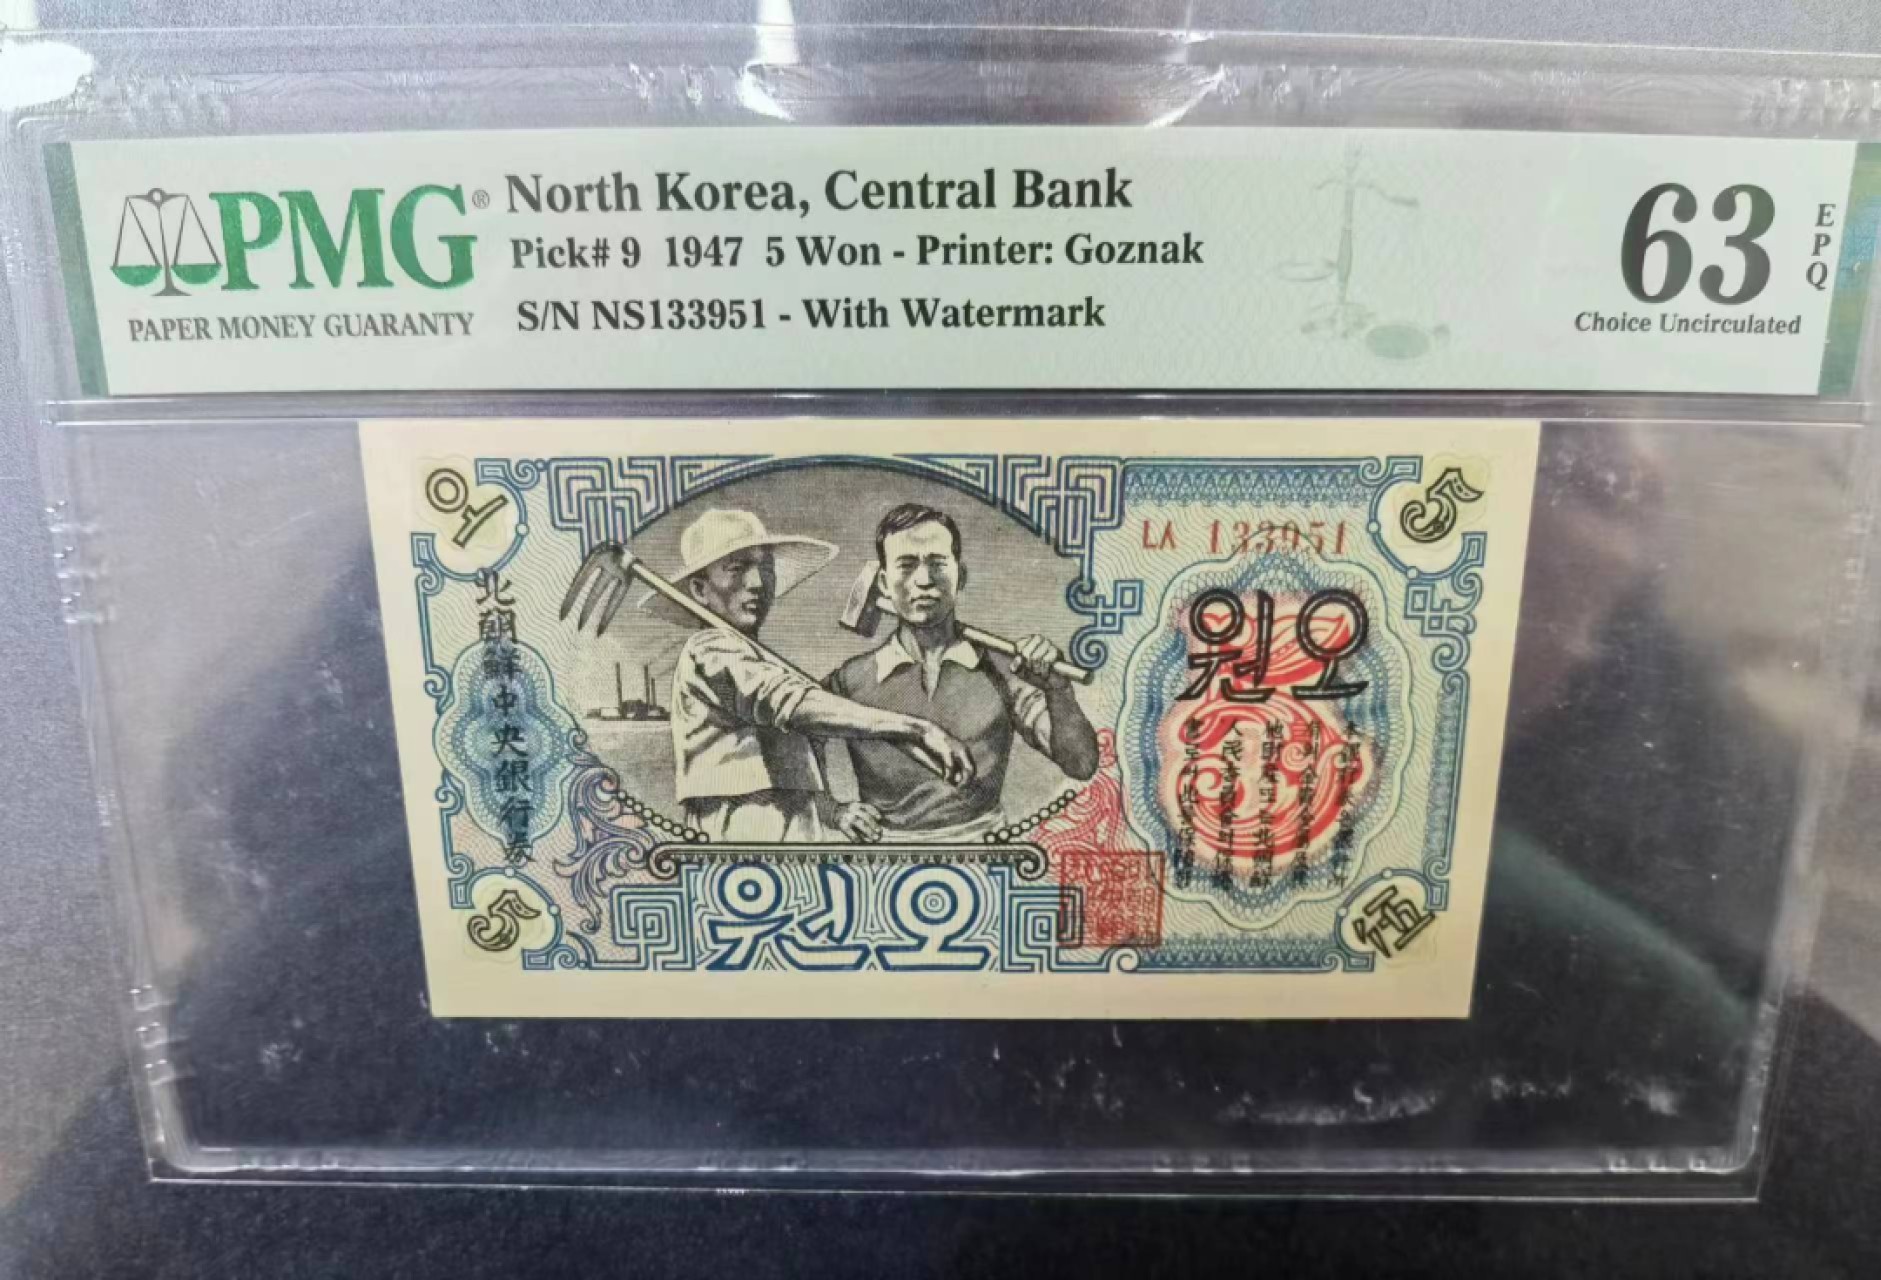 PMG®
PAPER MONEY GUARANTY
North Korea, Central Bank
Pick# 9 1947 5 Won - Printer: Goznak
S/N NS133951 - With Watermark
63
EPQ
Choice Uncirculated
오
5
LA 133951
北朝鮮中央銀行券
원오
5
원오
伍